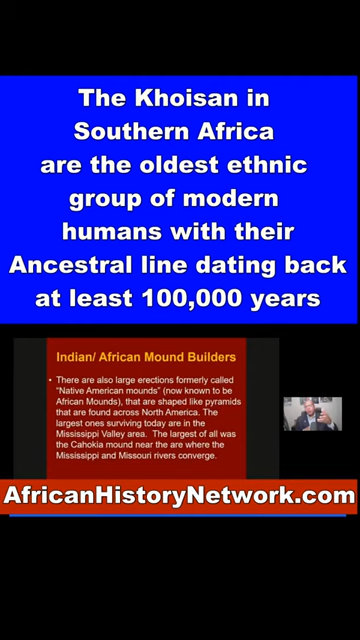 The Khoisan in
Southern Africa
are the oldest ethnic
group of modern
humans with their
Ancestral line dating back
at least 100,000 years
Indian/ African Mound Builders
• There are also large erections formerly called
"Native American mounds" (now known to be
African Mounds), that are shaped like pyramids
that are found across North America. The
largest ones surviving today are in the
Mississippi Valley area. The largest of all was
the Cahokia mound near the are where the
Mississippi and Missouri rivers converge.
AfricanHistoryNetwork.com